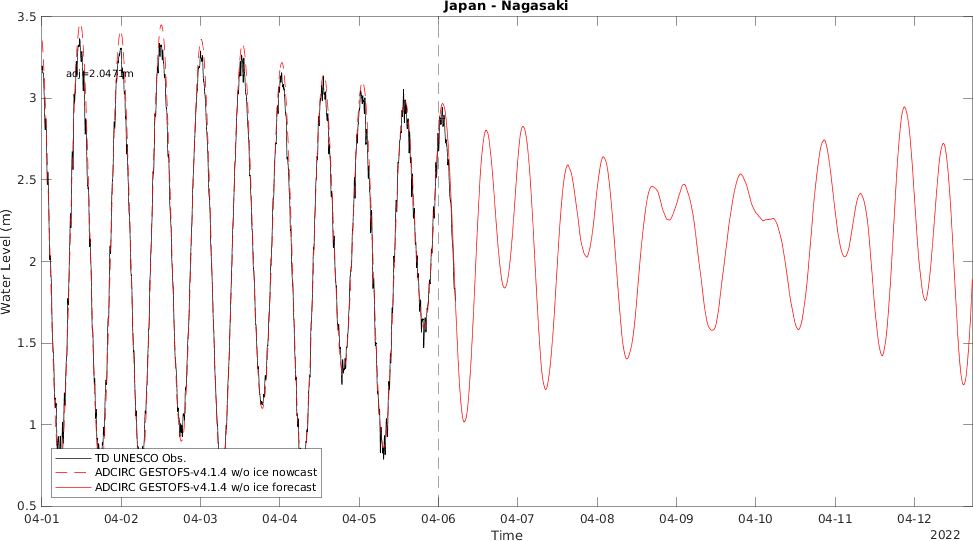 Japan - Nagasaki
3.5
3
2.5
2
1.5
1
0.5
Water Level (m)
adj=2.0471m
TD UNESCO Obs.
ADCIRC GESTOFS-v4.1.4 w/o ice nowcast
ADCIRC GESTOFS-v4.1.4 w/o ice forecast
04-01 04-02 04-03 04-04 04-05 04-06 04-07 04-08 04-09 04-10 04-11 04-12
Time
2022